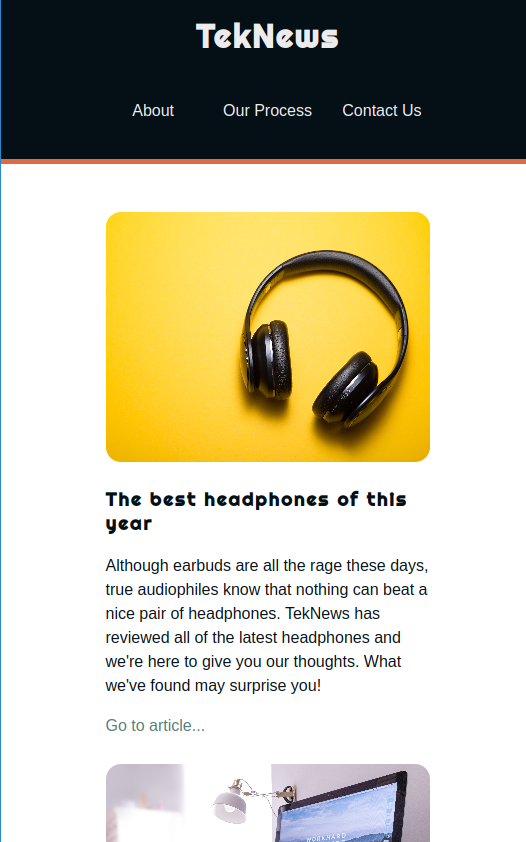 TekNews
About Our Process Contact Us
The best headphones of this
year
Although earbuds are all the rage these days,
true audiophiles know that nothing can beat a
nice pair of headphones. TekNews has
reviewed all of the latest headphones and
we're here to give you our thoughts. What
we've found may surprise you!
Go to article...
WORKHARD